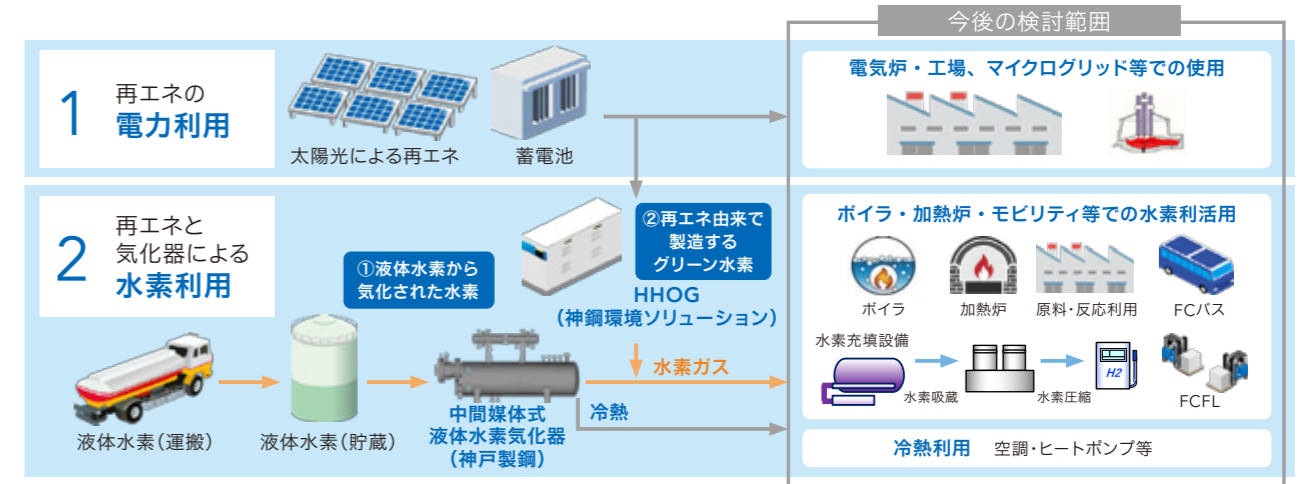 今後の検討範囲
1
再エネの
電力利用
太陽光による再エネ
蓄電池
電気炉・工場、マイクログリッド等での使用
2
再エネと
気化器による
水素利用
①液体水素から
気化された水素
②再エネ由来で
製造する
グリーン水素
HHOG
(神鋼環境ソリューション)
水素ガス
冷熱
液体水素(運搬)
液体水素(貯蔵)
中間媒体式
液体水素気化器
(神戸製鋼)
ボイラ・加熱炉・モビリティ等での水素利活用
ボイラ
加熱炉
原料・反応利用
FCバス
水素充填設備
水素吸蔵
水素圧縮
H2
FCFL
冷熱利用 空調・ヒートポンプ等